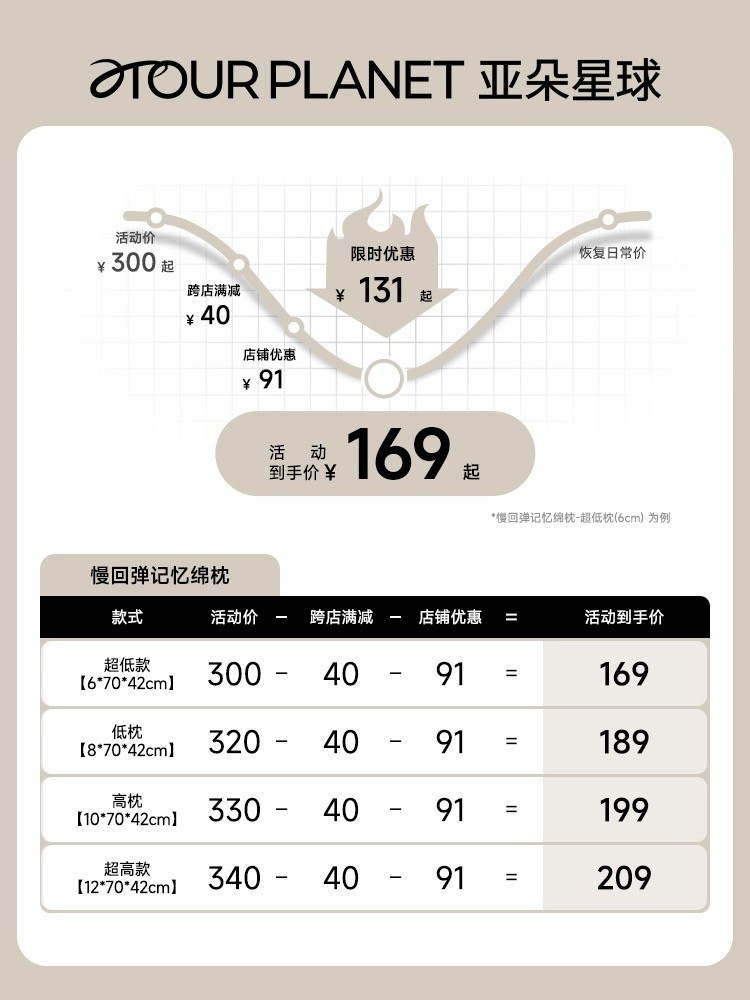 ATOUR PLANET 亚朵星球
活动价
¥ 300 起
跨店满减
¥ 40
店铺优惠
¥ 91
限时优惠
¥ 131 起
恢复日常价
活 动
到手价 ¥ 169 起
*慢回弹记忆绵枕-超低枕(6cm) 为例
慢回弹记忆绵枕
款式 活动价 - 跨店满减 - 店铺优惠 = 活动到手价
超低款
【6*70*42cm】 300 - 40 - 91 = 169
低枕
【8*70*42cm】 320 - 40 - 91 = 189
高枕
【10*70*42cm】 330 - 40 - 91 = 199
超高款
【12*70*42cm】 340 - 40 - 91 = 209